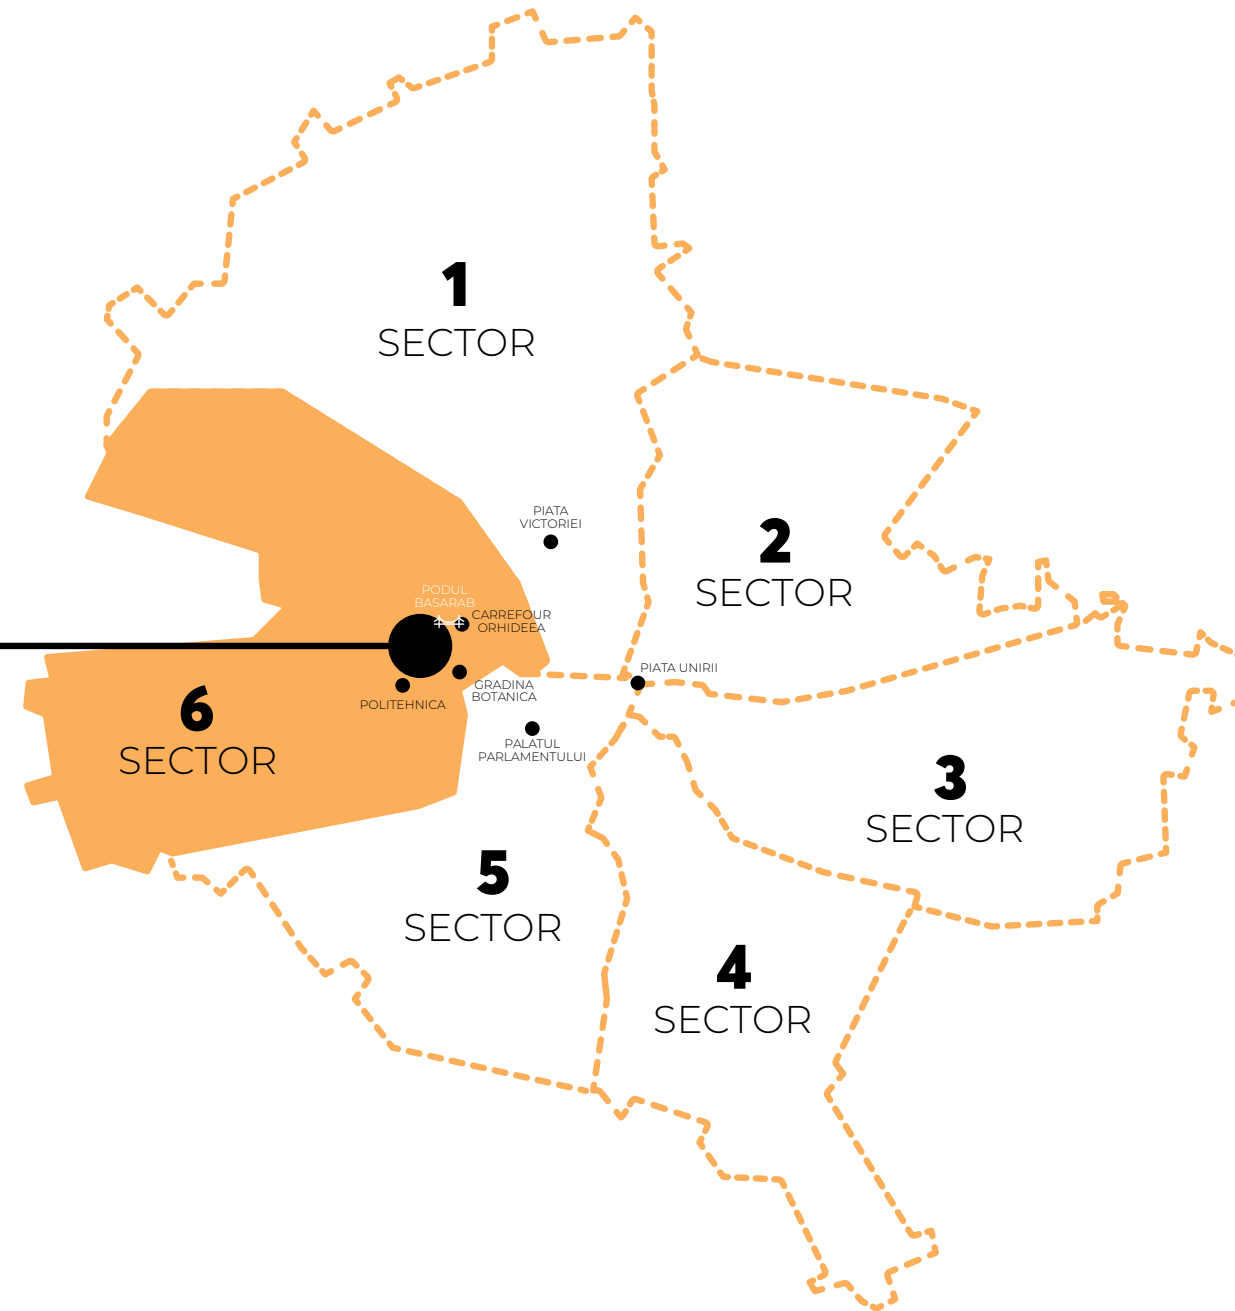 1
SECTOR
PIATA
VICTORIEI
2
SECTOR
PODUL
BASARAB
CARREFOUR
ORHIDEEA
PIATA UNIRII
GRADINA
BOTANICA
POLITEHNICA
6
SECTOR
PALATUL
PARLAMENTULUI
3
SECTOR
5
SECTOR
4
SECTOR